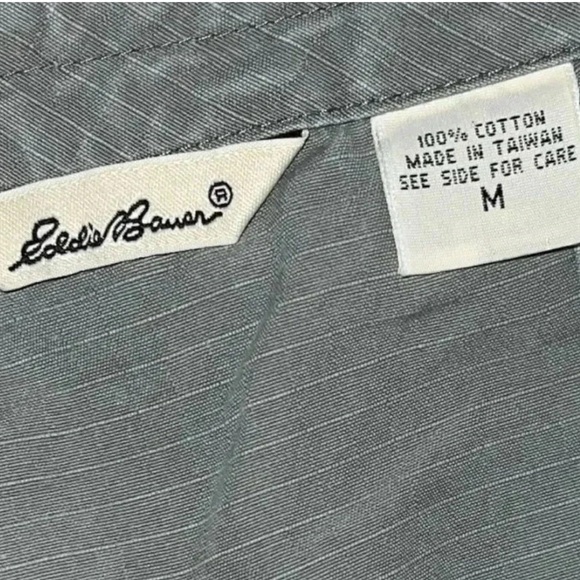 Eddie Bauer®
100% COTTON
MADE IN TAIWAN
SEE SIDE FOR CARE
M